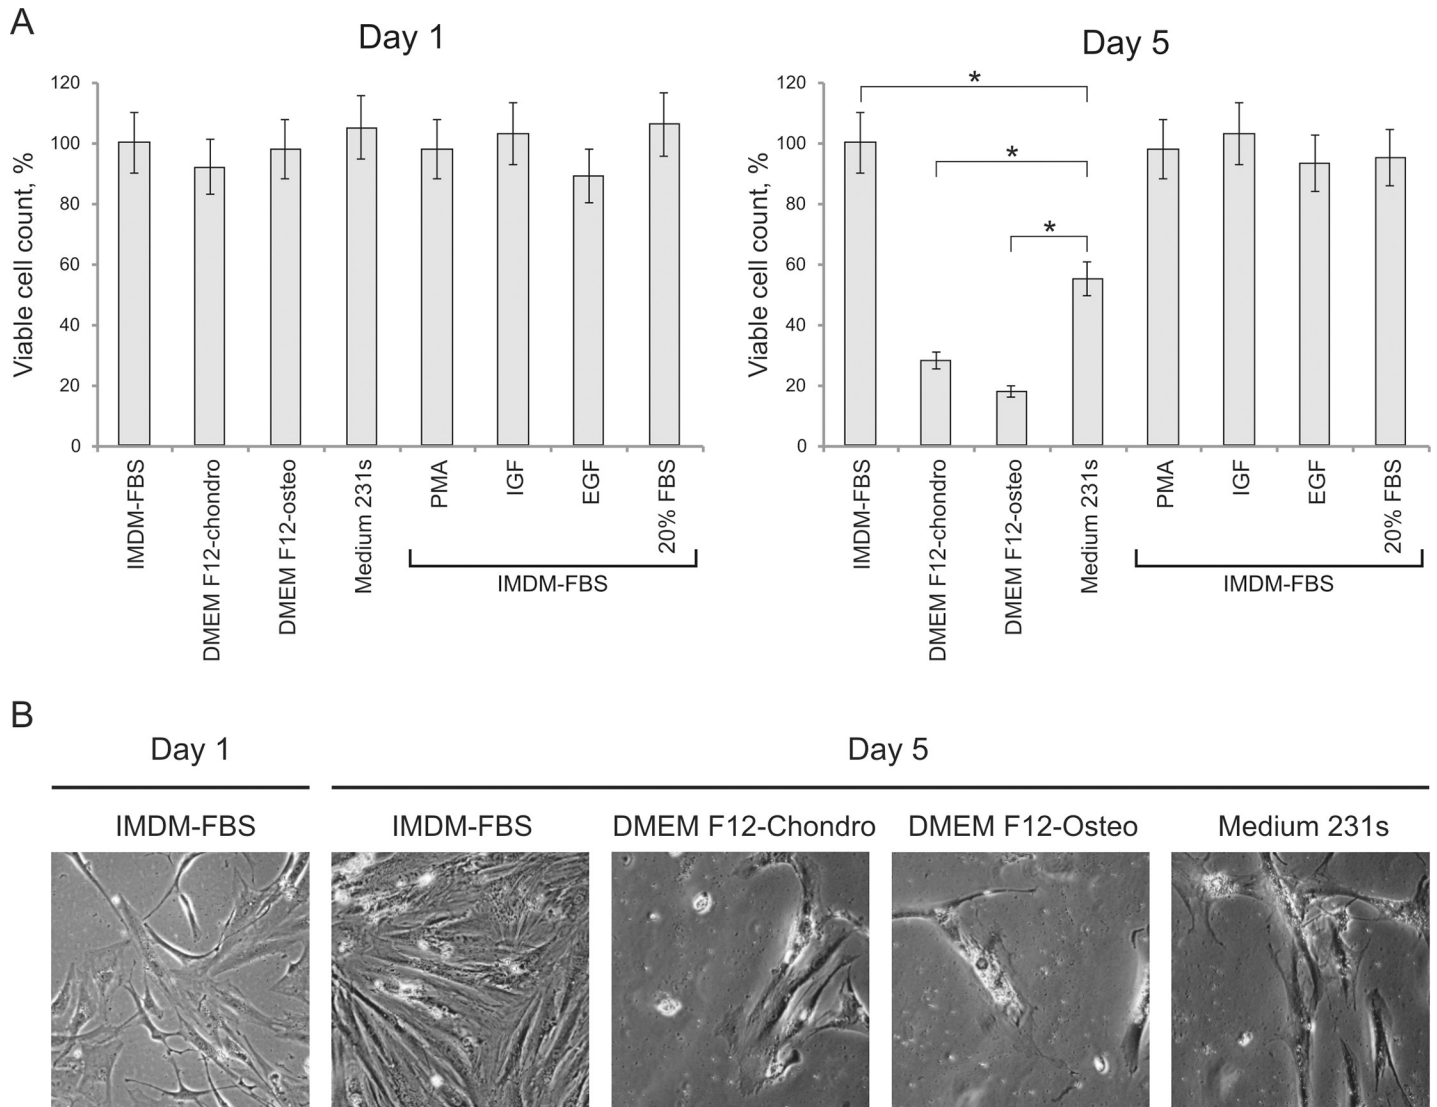 A
Day 1
Viable cell count, %
120
100
80
60
40
20
0
IMDM-FBS
DMEM F12-chondro
DMEM F12-osteo
Medium 231s
PMA
IGF
EGF
20% FBS
IMDM-FBS
Day 5
Viable cell count, %
120
100
80
60
40
20
0
*
*
*
IMDM-FBS
DMEM F12-chondro
DMEM F12-osteo
Medium 231s
PMA
IGF
EGF
20% FBS
IMDM-FBS
B
Day 1
Day 5
IMDM-FBS
IMDM-FBS
DMEM F12-Chondro
DMEM F12-Osteo
Medium 231s